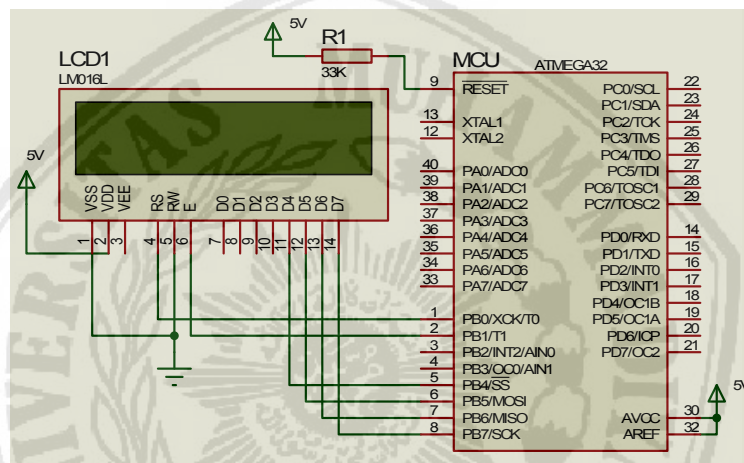 5V
R1
33K
LCD1
LM016L
5V
VSS
VDD
VEE
RS
RW
E
D0
D1
D2
D3
D4
D5
D6
D7
1
2
3
4
5
6
7
8
9
10
11
12
13
14
MCU
ATMEGA32
9 RESET
13 XTAL1
12 XTAL2
40 PA0/ADC0
39 PA1/ADC1
38 PA2/ADC2
37 PA3/ADC3
36 PA4/ADC4
35 PA5/ADC5
34 PA6/ADC6
33 PA7/ADC7
1 PB0/XCK/T0
2 PB1/T1
3 PB2/INT2/AIN0
4 PB3/OC0/AIN1
5 PB4/SS
6 PB5/MOSI
7 PB6/MISO
8 PB7/SCK
PC0/SCL 22
PC1/SDA 23
PC2/TCK 24
PC3/TMS 25
PC4/TDO 26
PC5/TDI 27
PC6/TOSC1 28
PC7/TOSC2 29
PD0/RXD 14
PD1/TXD 15
PD2/INT0 16
PD3/INT1 17
PD4/OC1B 18
PD5/OC1A 19
PD6/ICP 20
PD7/OC2 21
5V
AVCC 30
AREF 32